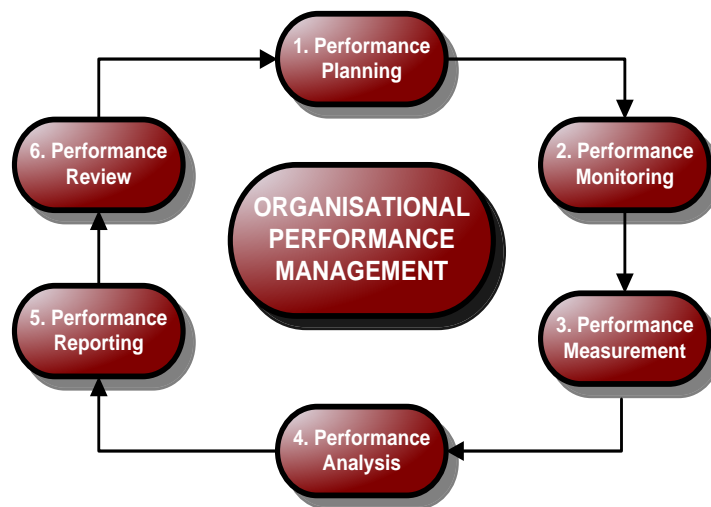 1. Performance
Planning
2. Performance
Monitoring
3. Performance
Measurement
4. Performance
Analysis
5. Performance
Reporting
6. Performance
Review
ORGANISATIONAL
PERFORMANCE
MANAGEMENT